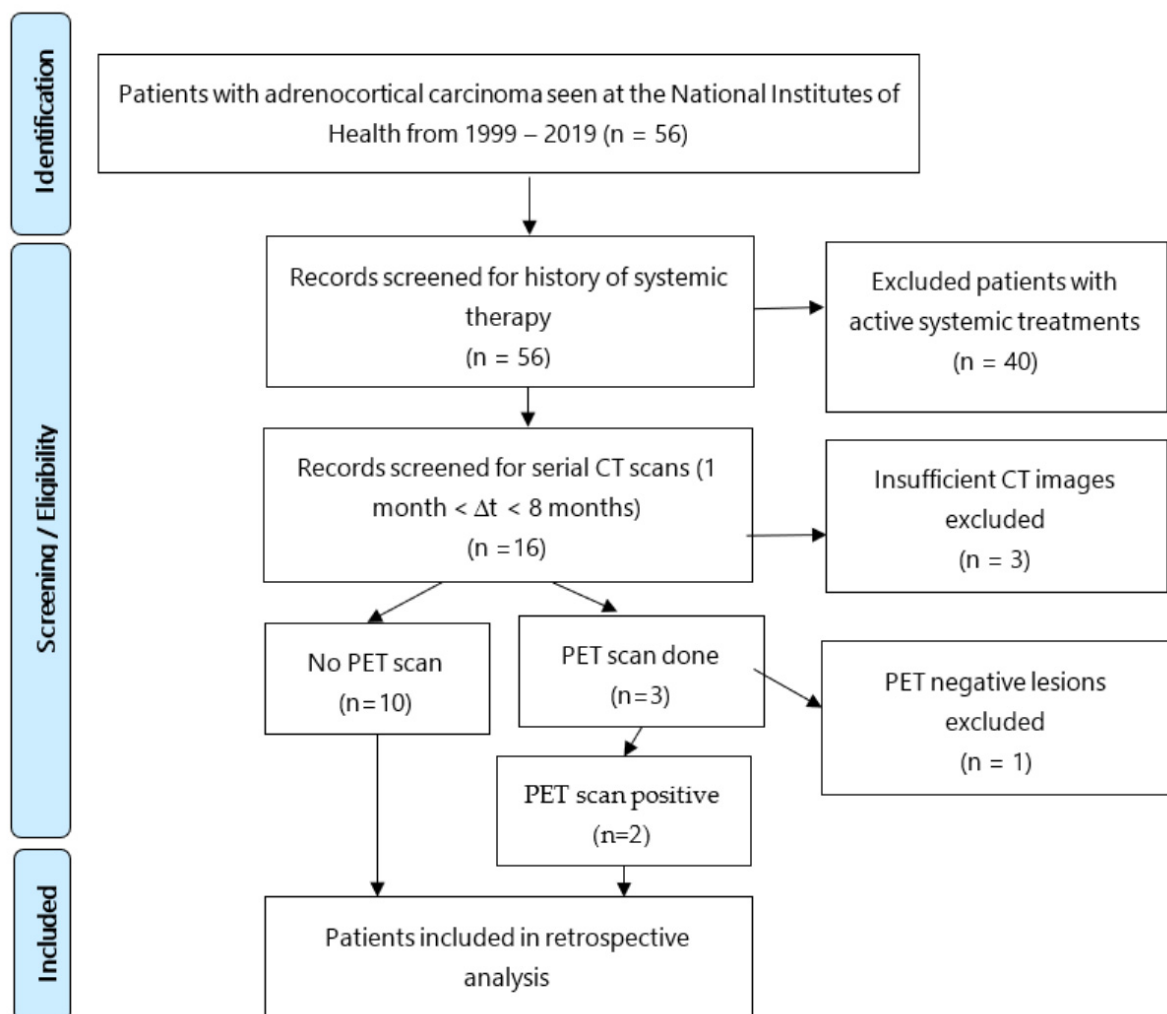 Identification
Patients with adrenocortical carcinoma seen at the National Institutes of
Health from 1999 – 2019 (n = 56)
Screening / Eligibility
Records screened for history of systemic
therapy
(n = 56)
Excluded patients with
active systemic treatments
(n = 40)
Records screened for serial CT scans (1
month < Δt < 8 months)
(n =16)
Insufficient CT images
excluded
(n = 3)
No PET scan
(n=10)
PET scan done
(n=3)
PET negative lesions
excluded
(n = 1)
PET scan positive
(n=2)
Included
Patients included in retrospective
analysis